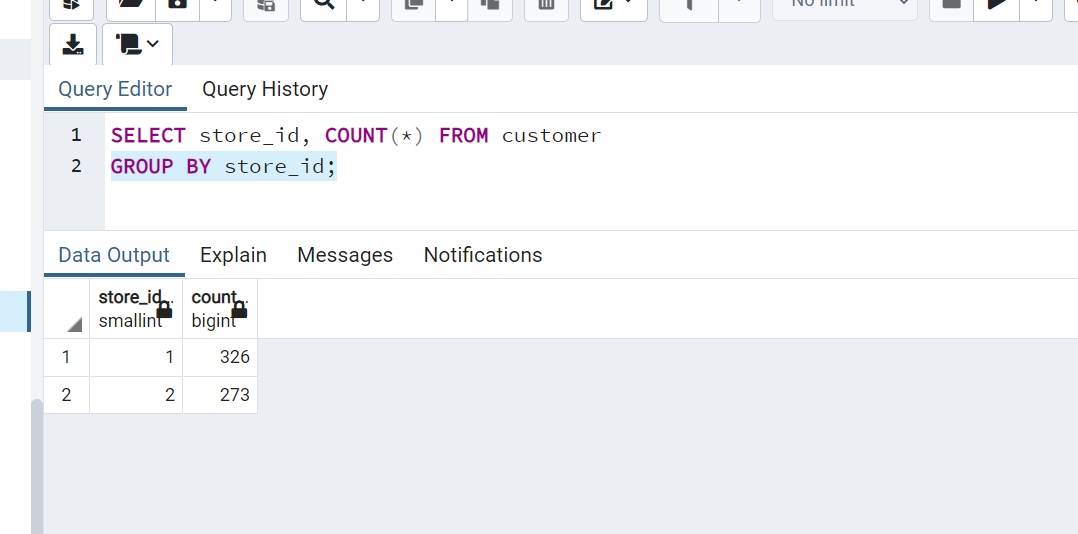 No limit
Query Editor Query History
1 SELECT store_id, COUNT(*) FROM customer
2 GROUP BY store_id;
Data Output Explain Messages Notifications
store_id.. count..
smallint bigint
1 1 326
2 2 273